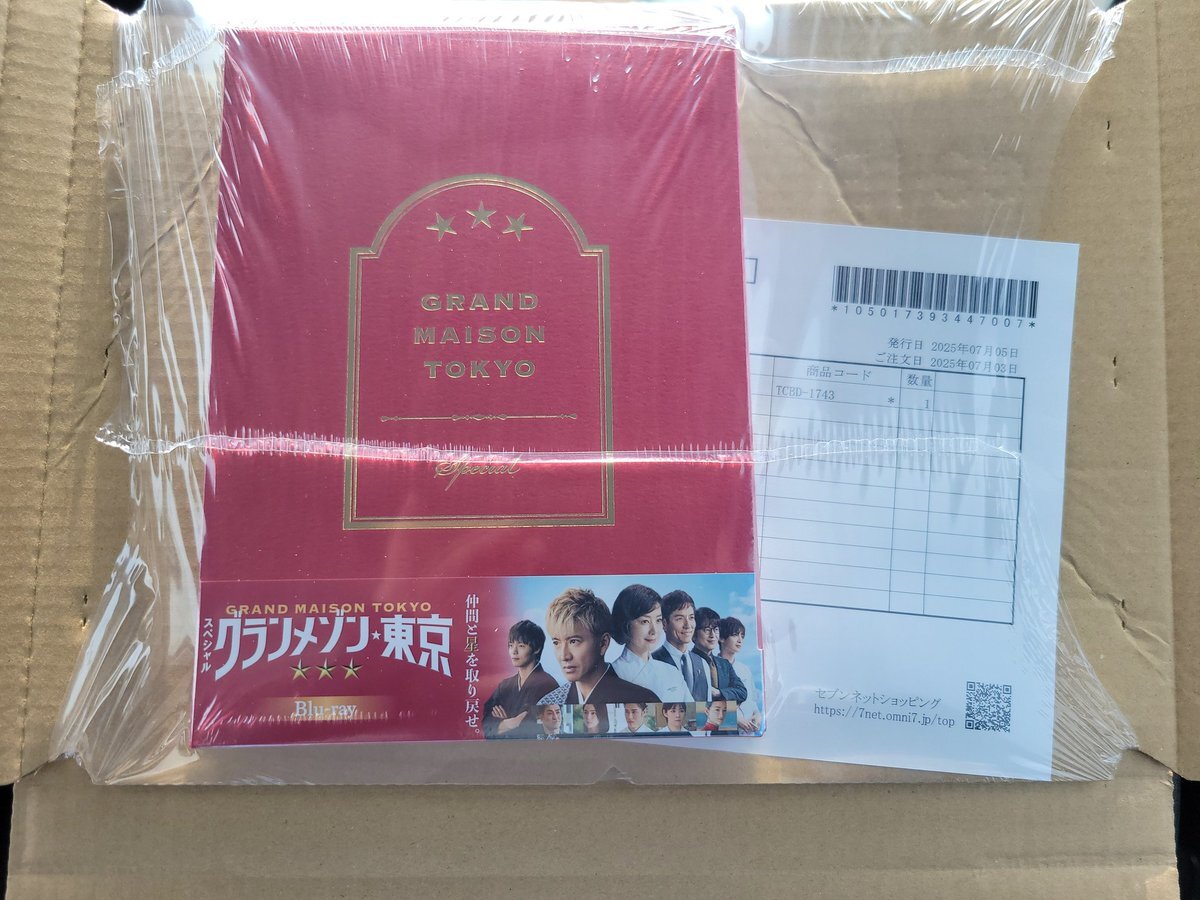 GRAND
MAISON
TOKYO
Special
GRAND MAISON TOKYO
スペシャル
グランメゾン★東京
Blu-ray
仲間と星を取り戻せ。
*105017393447007*
発行日 2025年07月05日
ご注文日 2025年07月03日
商品コード 数量
TCBD-1743 * 1
セブンネットショッピング
https://7net.omni7.jp/top